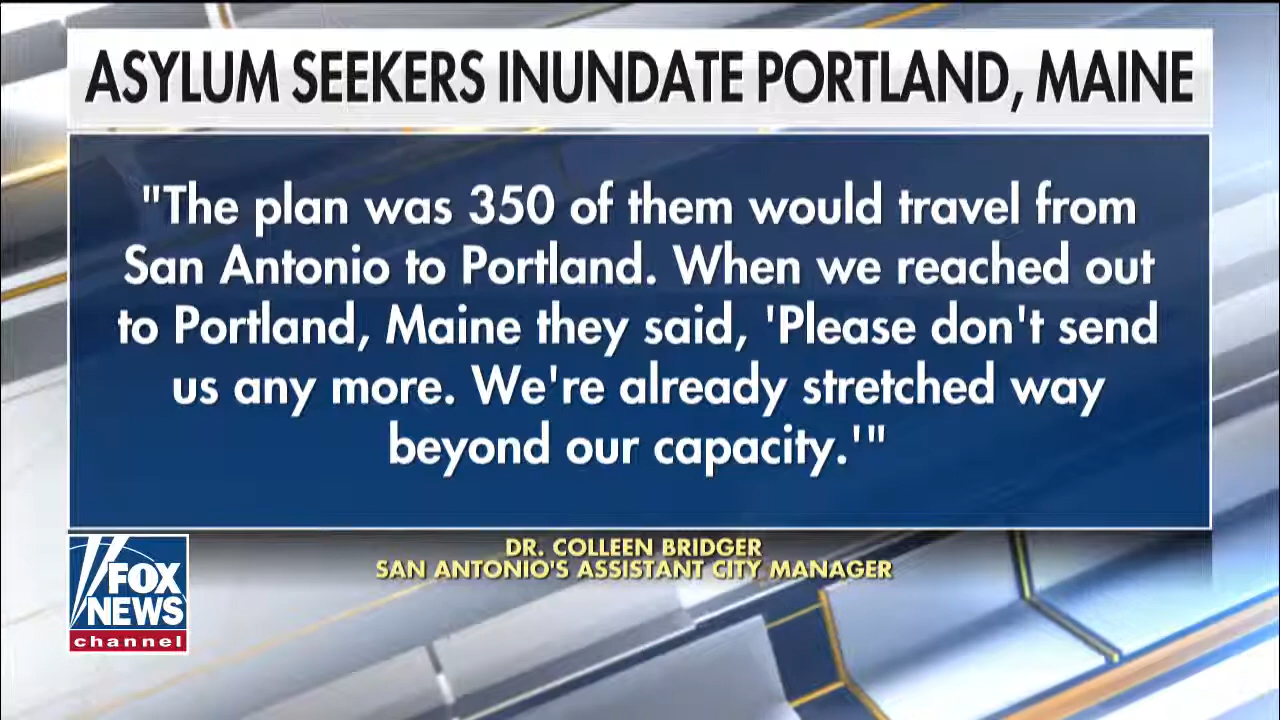 ASYLUM SEEKERS INUNDATE PORTLAND, MAINE
"The plan was 350 of them would travel from
San Antonio to Portland. When we reached out
to Portland, Maine they said, 'Please don't send
us any more. We're already stretched way
beyond our capacity.'"
DR. COLLEEN BRIDGER
SAN ANTONIO'S ASSISTANT CITY MANAGER
FOX
NEWS
channel